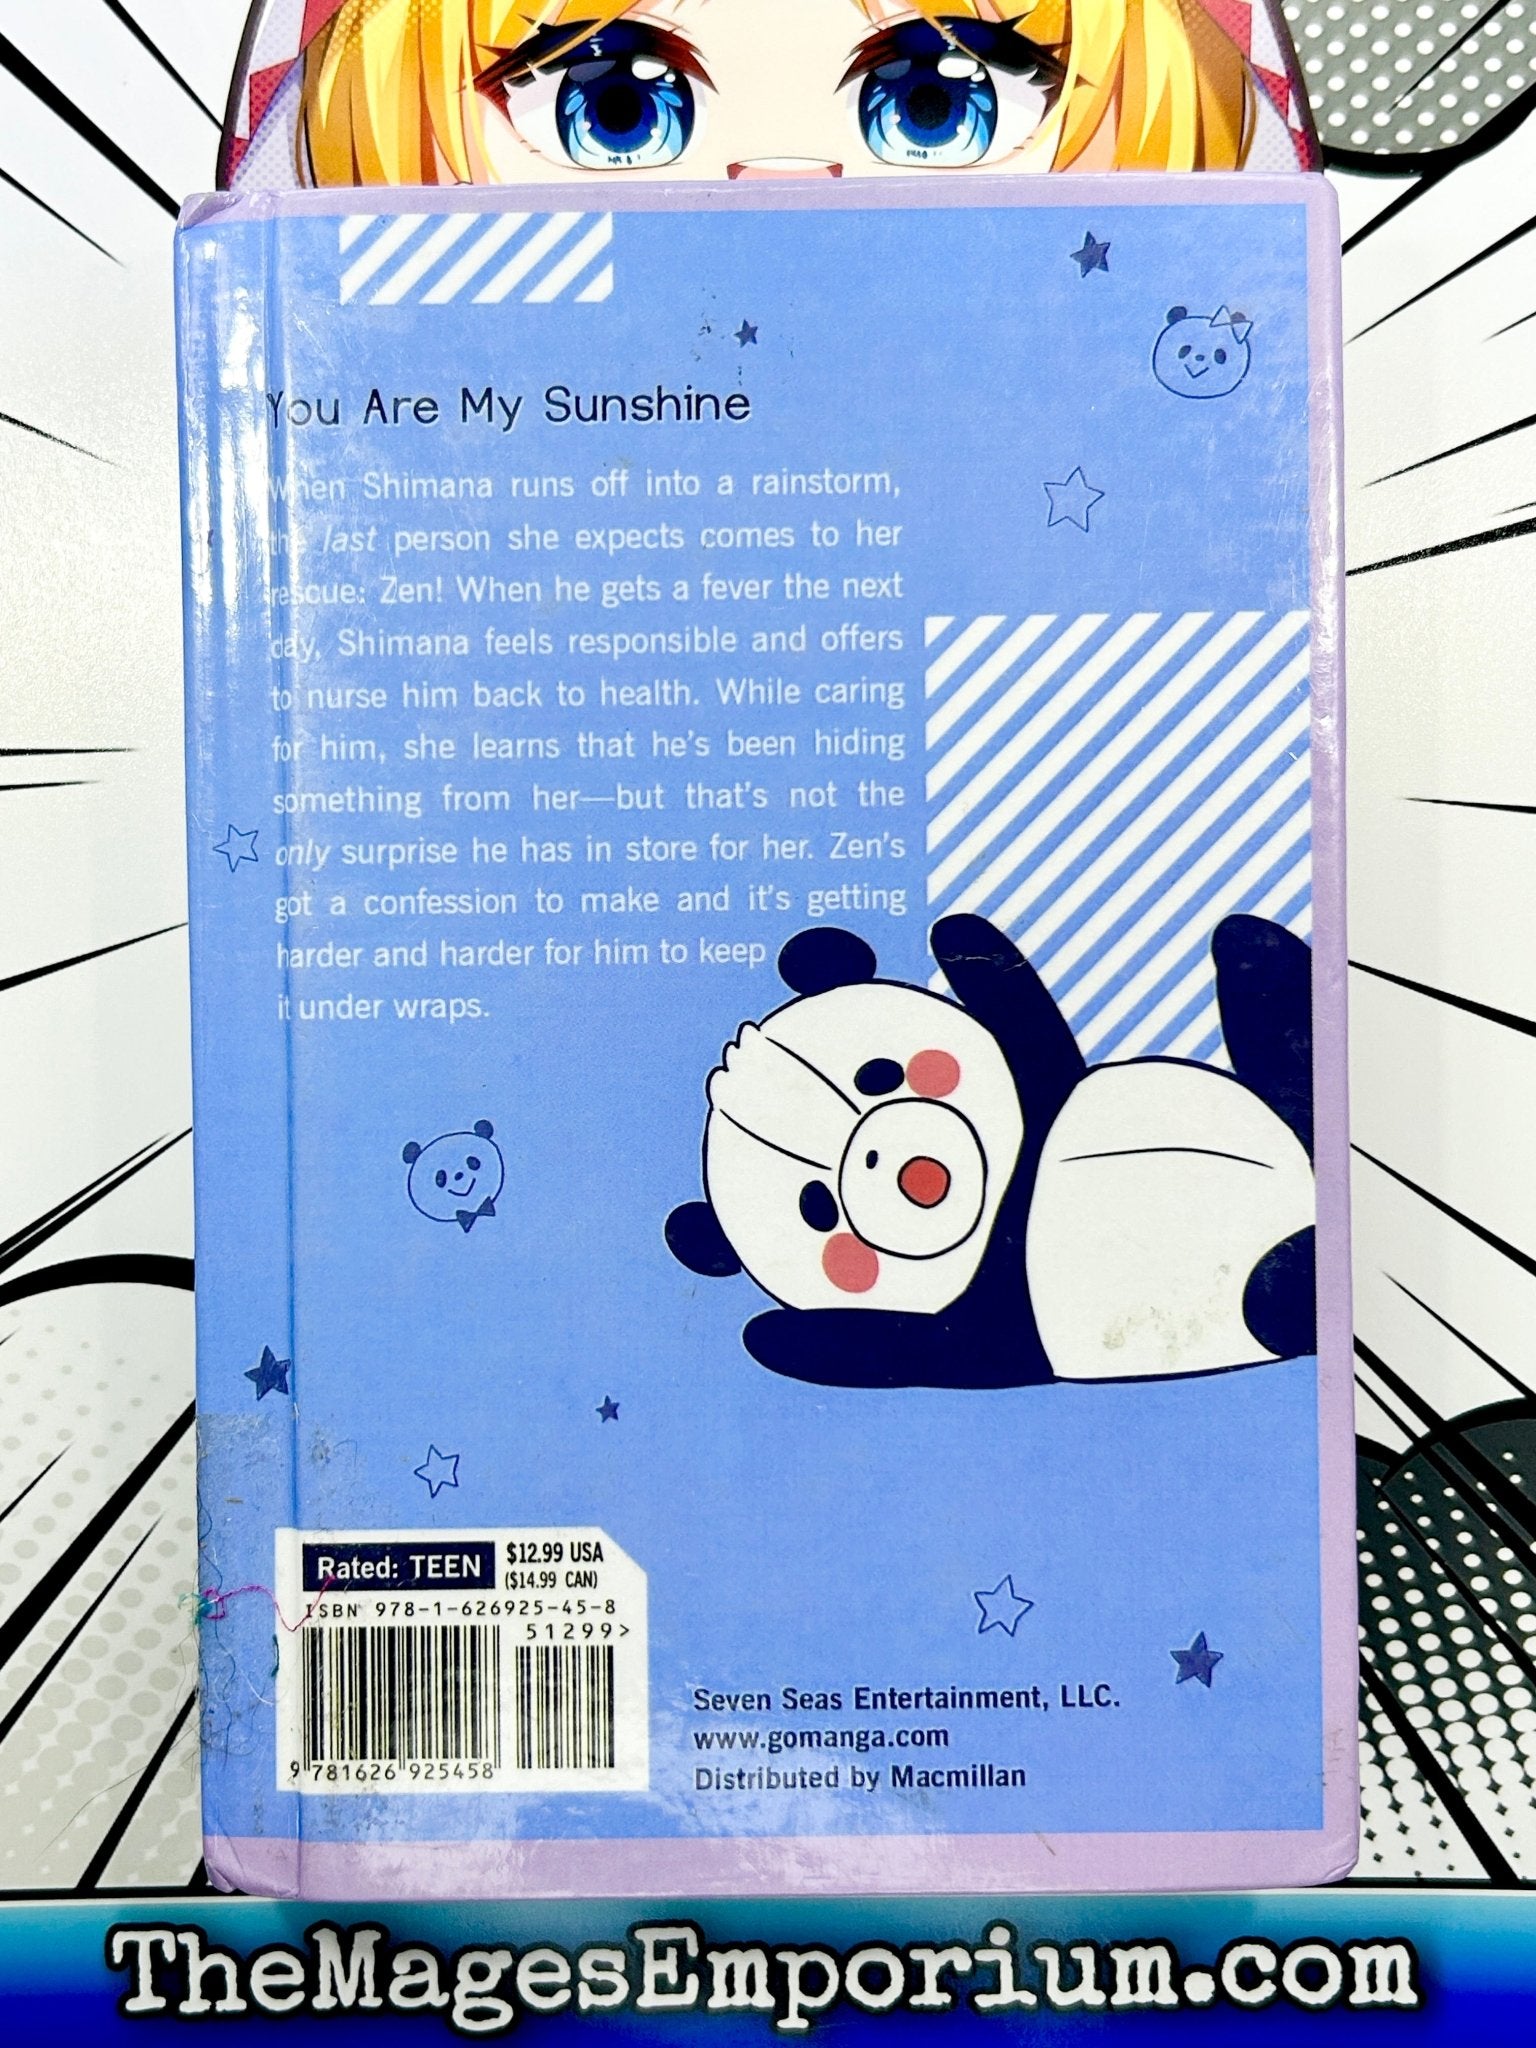 You Are My Sunshine
When Shimana runs off into a rainstorm,
the last person she expects comes to her
rescue: Zen! When he gets a fever the next
day, Shimana feels responsible and offers
to nurse him back to health. While caring
for him, she learns that he's been hiding
something from her—but that's not the
only surprise he has in store for her. Zen's
got a confession to make and it's getting
harder and harder for him to keep
it under wraps.
Rated: TEEN
$12.99 USA
($14.99 CAN)
ISBN 978-1-626925-45-8
51299>
9 781626 925458
Seven Seas Entertainment, LLC.
www.gomanga.com
Distributed by Macmillan
TheMagesEmporium.com